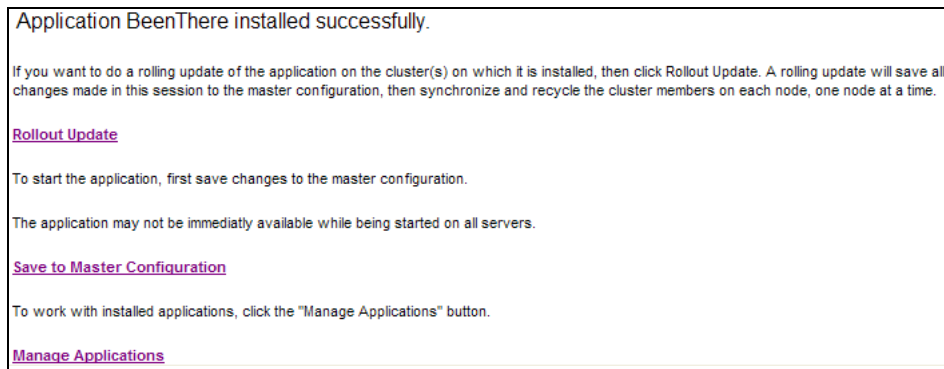 Application BeenThere installed successfully.
If you want to do a rolling update of the application on the cluster(s) on which it is installed, then click Rollout Update. A rolling update will save all
changes made in this session to the master configuration, then synchronize and recycle the cluster members on each node, one node at a time.
Rollout Update
To start the application, first save changes to the master configuration.
The application may not be immediatly available while being started on all servers.
Save to Master Configuration
To work with installed applications, click the "Manage Applications" button.
Manage Applications